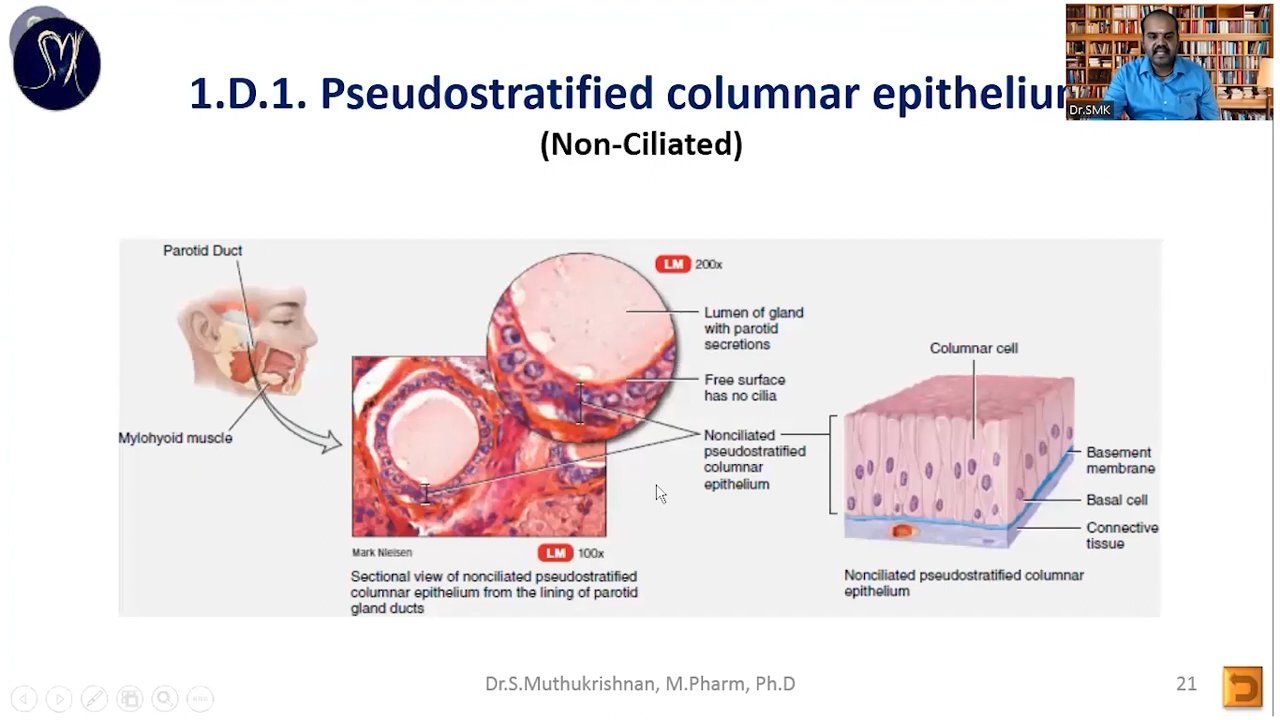 SM
1.D.1. Pseudostratified columnar epitheliu
(Non-Ciliated)
Dr.SMK
Parotid Duct
Mylohyoid muscle
LM 200x
Lumen of gland
with parotid
secretions
Free surface
has no cilia
Nonciliated
pseudostratified
columnar
epithelium
Mark Nielsen
LM 100x
Sectional view of nonciliated pseudostratified
columnar epithelium from the lining of parotid
gland ducts
Columnar cell
Basement
membrane
Basal cell
Connective
tissue
Nonciliated pseudostratified columnar
epithelium
Dr.S.Muthukrishnan, M.Pharm, Ph.D
21